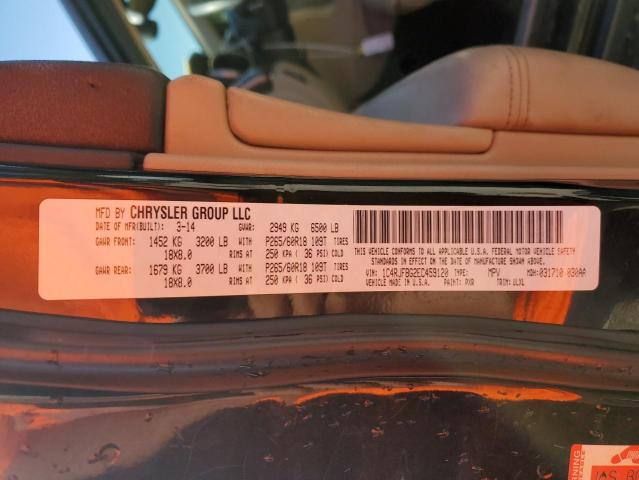 MFD BY CHRYSLER GROUP LLC
DATE OF MFR(BUILT): 3-14 GVWR: 2949 KG 6500 LB
GAWR FRONT: 1452 KG 3200 LB WITH P265/60R18 109T TIRES
18X8.0 RIMS AT 250 KPA ( 36 PSI) COLD
GAWR REAR: 1679 KG 3700 LB WITH P265/60R18 109T TIRES
18X8.0 RIMS AT 250 KPA ( 36 PSI) COLD
THIS VEHICLE CONFORMS TO ALL APPLICABLE U.S.A. FEDERAL MOTOR VEHICLE SAFETY
STANDARDS IN EFFECT ON THE DATE OF MANUFACTURE SHOWN ABOVE.
VIN: 1C4RJFBG2EC459120 TYPE: MPV MDH: 031710 030AA
VEHICLE MADE IN U.S.A. PAINT: PXR TRIM: ULXL